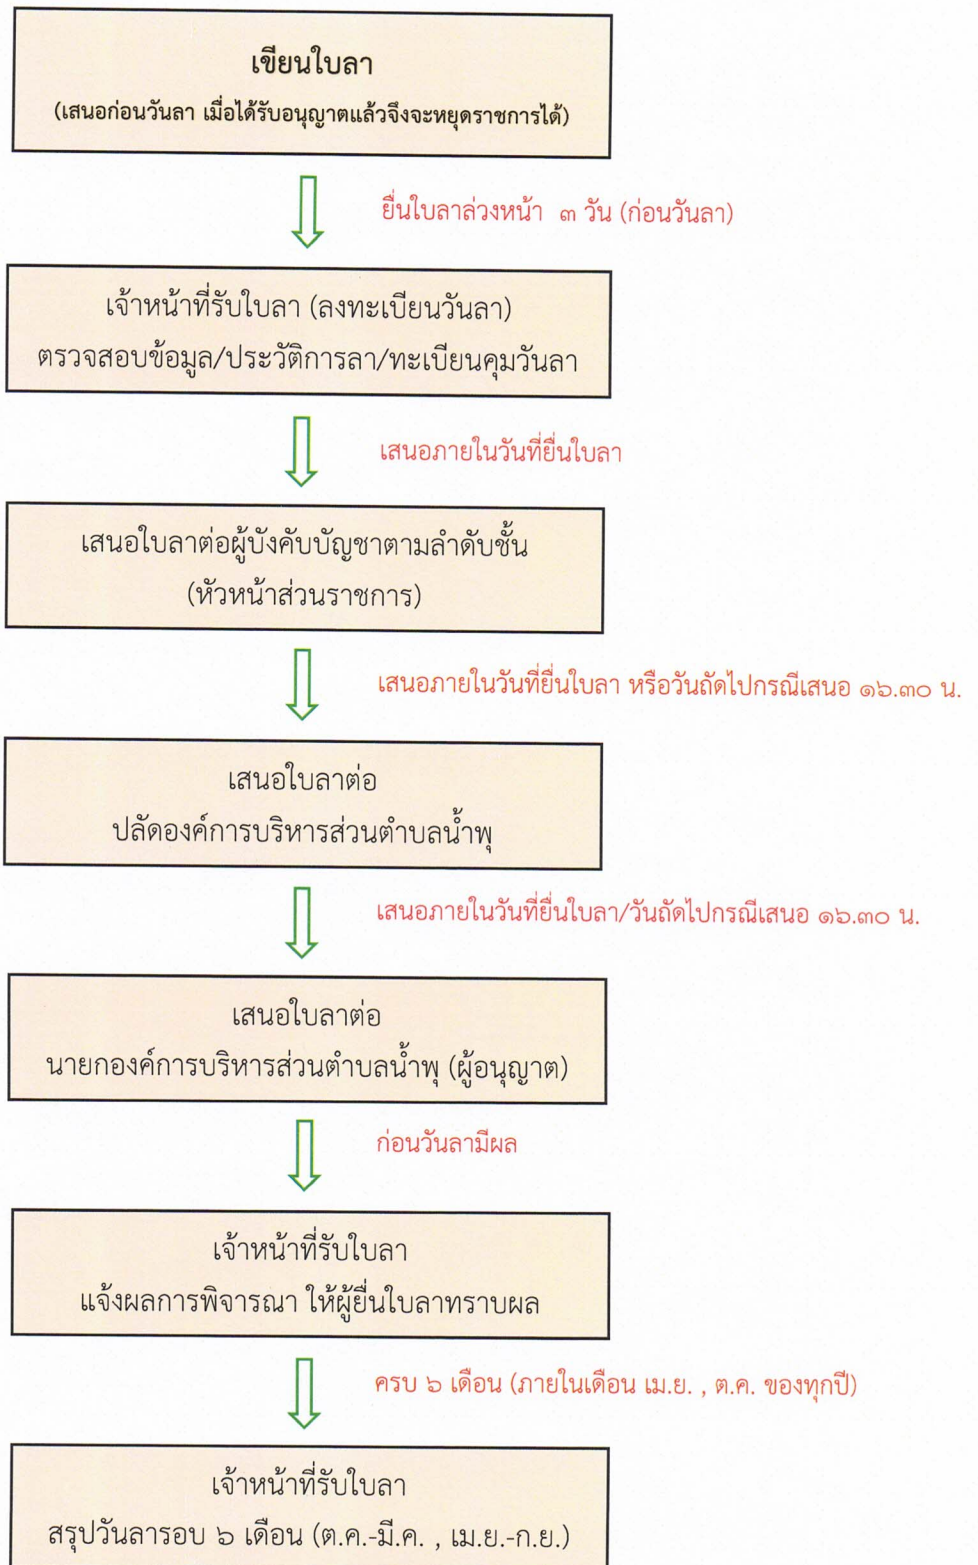 เขียนใบลา
(เสนอก่อนวันลา เมื่อได้รับอนุญาตแล้วจึงจะหยุดราชการได้)
ยื่นใบลาล่วงหน้า ๓ วัน (ก่อนวันลา)
เจ้าหน้าที่รับใบลา (ลงทะเบียนวันลา)
ตรวจสอบข้อมูล/ประวัติการลา/ทะเบียนคุมวันลา
เสนอภายในวันที่ยื่นใบลา
เสนอใบลาต่อผู้บังคับบัญชาตามลำดับชั้น
(หัวหน้าส่วนราชการ)
เสนอภายในวันที่ยื่นใบลา หรือวันถัดไปกรณีเสนอ ๑๖.๓๐ น.
เสนอใบลาต่อ
ปลัดองค์การบริหารส่วนตำบลน้ำพุ
เสนอภายในวันที่ยื่นใบลา/วันถัดไปกรณีเสนอ ๑๖.๓๐ น.
เสนอใบลาต่อ
นายกองค์การบริหารส่วนตำบลน้ำพุ (ผู้อนุญาต)
ก่อนวันลามีผล
เจ้าหน้าที่รับใบลา
แจ้งผลการพิจารณา ให้ผู้ยื่นใบลาทราบผล
ครบ ๖ เดือน (ภายในเดือน เม.ย. , ต.ค. ของทุกปี)
เจ้าหน้าที่รับใบลา
สรุปวันลารอบ ๖ เดือน (ต.ค.-มี.ค. , เม.ย.-ก.ย.)